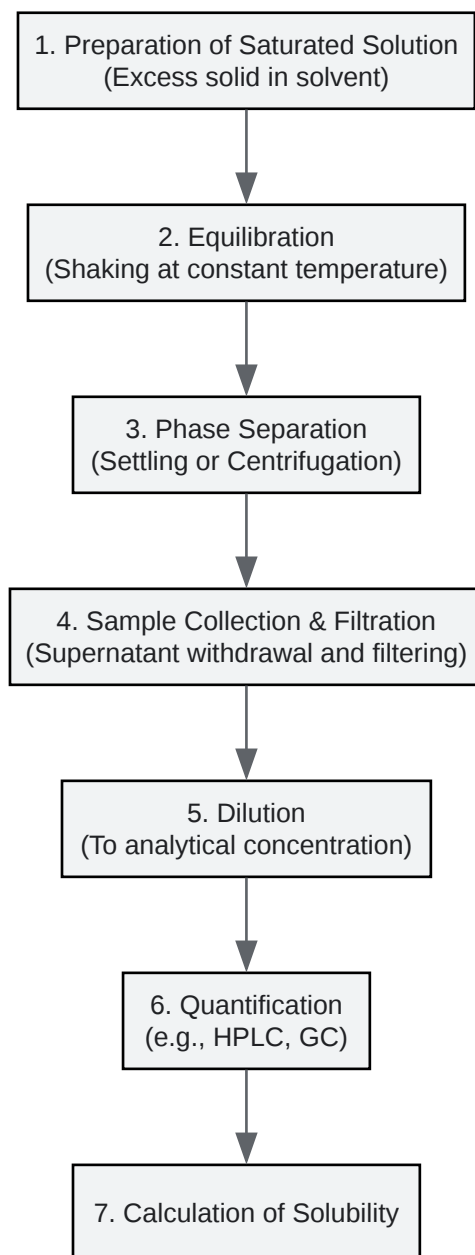 1. Preparation of Saturated Solution
(Excess solid in solvent)
2. Equilibration
(Shaking at constant temperature)
3. Phase Separation
(Settling or Centrifugation)
4. Sample Collection & Filtration
(Supernatant withdrawal and filtering)
5. Dilution
(To analytical concentration)
6. Quantification
(e.g., HPLC, GC)
7. Calculation of Solubility